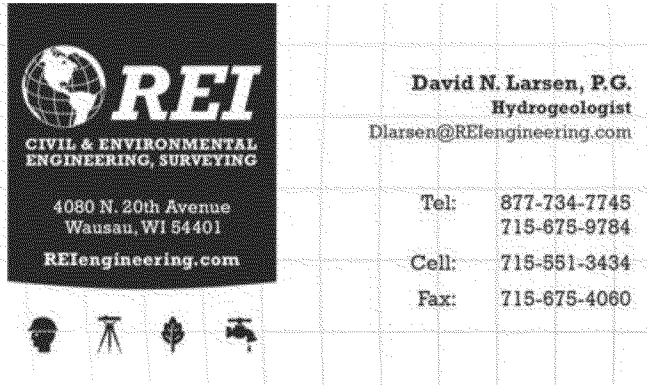 REI
CIVIL & ENVIRONMENTAL
ENGINEERING, SURVEYING
4080 N. 20th Avenue
Wausau, WI 54401
REIengineering.com
David N. Larsen, P.G.
Hydrogeologist
Dlarsen@REIengineering.com
Tel: 877-734-7745
715-675-9784
Cell: 715-551-3434
Fax: 715-675-4060